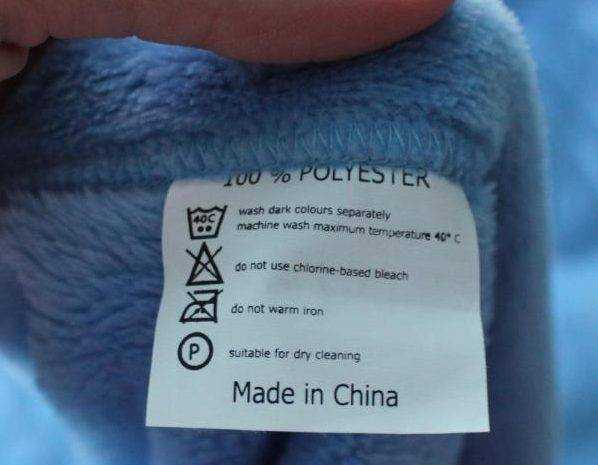 100 % POLYESTER
40C
wash dark colours separately
machine wash maximum temperature 40° C
do not use chlorine-based bleach
do not warm iron
P
suitable for dry cleaning
Made in China